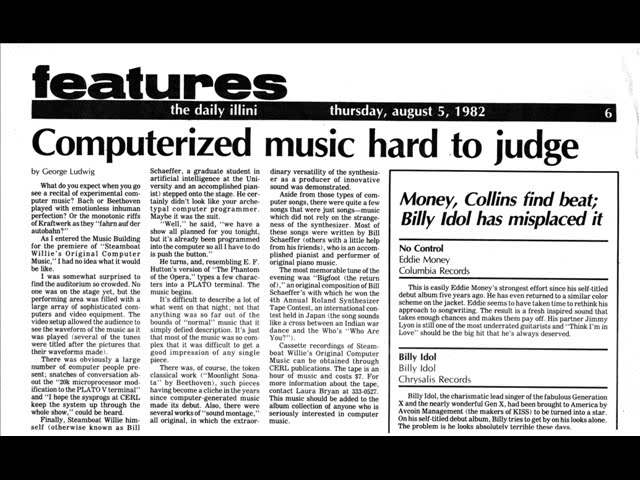 features
the daily illini thursday, august 5, 1982 6
Computerized music hard to judge
by George Ludwig
What do you expect when you go
see a recital of experimental com-
puter music? Bach or Beethoven
played with emotionless inhuman
perfection? Or the monotonic riffs
of Kraftwerk as they "fahrn auf der
autobahn?"
As I entered the Music Building
for the premiere of "Steamboat
Willie's Original Computer
Music," I had no idea what it would
be like.
I was somewhat surprised to
find the auditorium so crowded. No
one was on the stage yet, but the
performing area was filled with a
large array of sophisticated com-
puters and video equipment. The
video setup allowed the audience to
see the waveform of the music as it
was played (several of the tunes
were titled after the pictures that
their waveforms made).
There was obviously a large
number of computer people pre-
sent; snatches of conversation ab-
out the "20k microprocessor mod-
ification to the PLATO V terminal"
and "I hope the sysprogs at CERL
keep the system up through the
whole show," could be heard.
Finally, Steamboat Willie him-
self (otherwise known as Bill
Schaeffer, a graduate student in
artificial intelligence at the Uni-
versity and an accomplished pian-
ist) stepped onto the stage. He cer-
tainly didn't look like your arche-
typal computer programmer.
Maybe it was the suit.
"Well," he said, "we have a
show all planned for you tonight,
but it's already been programmed
into the computer so all I have to do
is push the button."
He turns, and, resembling E. F.
Hutton's version of "The Phantom
of the Opera," types a few charac-
ters into a PLATO terminal. The
music begins.
It's difficult to describe a lot of
what went on that night; not that
anything was so far out of the
bounds of "normal" music that it
simply defied description. It's just
that most of the music was so com-
plex that it was difficult to get a
good impression of any single
piece.
There was, of course, the token
classical work ("Moonlight Sona-
ta" by Beethoven), such pieces
having become a cliche in the years
since computer-generated music
made its debut. Also, there were
several works of "sound montage,"
all original, in which the extraor-
dinary versatility of the synthesiz-
er as a producer of innovative
sound was demonstrated.
Aside from those types of com-
puter songs, there were quite a few
songs that were just songs—music
which did not rely on the strange-
ness of the synthesizer. Most of
these songs were written by Bill
Schaeffer (others with a little help
from his friends), who is an accom-
plished pianist and performer of
original piano music.
The most memorable tune of the
evening was "Bigfoot (the return
of)," an original composition of Bill
Schaeffer's with which he won the
4th Annual Roland Synthesizer
Tape Contest, an international con-
test held in Japan (the song sounds
like a cross between an Indian war
dance and the Who's "Who Are
You?").
Cassette recordings of Steam-
boat Willie's Original Computer
Music can be obtained through
CERL publications. The tape is an
hour of music and costs $7. For
more information about the tape,
contact Laura Bryan at 333-0527.
This music should be added to the
album collection of anyone who is
seriously interested in computer
music.
Money, Collins find beat;
Billy Idol has misplaced it
No Control
Eddie Money
Columbia Records
This is easily Eddie Money's strongest effort since his self-titled
debut album five years ago. He has even returned to a similar color
scheme on the jacket. Eddie seems to have taken time to rethink his
approach to songwriting. The result is a fresh inspired sound that
takes enough chances and makes them pay off. His partner Jimmy
Lyon is still one of the most underrated guitarists and "Think I'm in
Love" should be the big hit that he's always deserved.
Billy Idol
Billy Idol
Chrysalis Records
Billy Idol, the charismatic lead singer of the fabulous Generation
X and the nearly wonderful Gen X, had been brought to America by
Avcoin Management (the makers of KISS) to be turned into a star.
On his self-titled debut album, Billy tries to get by on his looks alone.
The problem is he looks absolutely terrible these days.